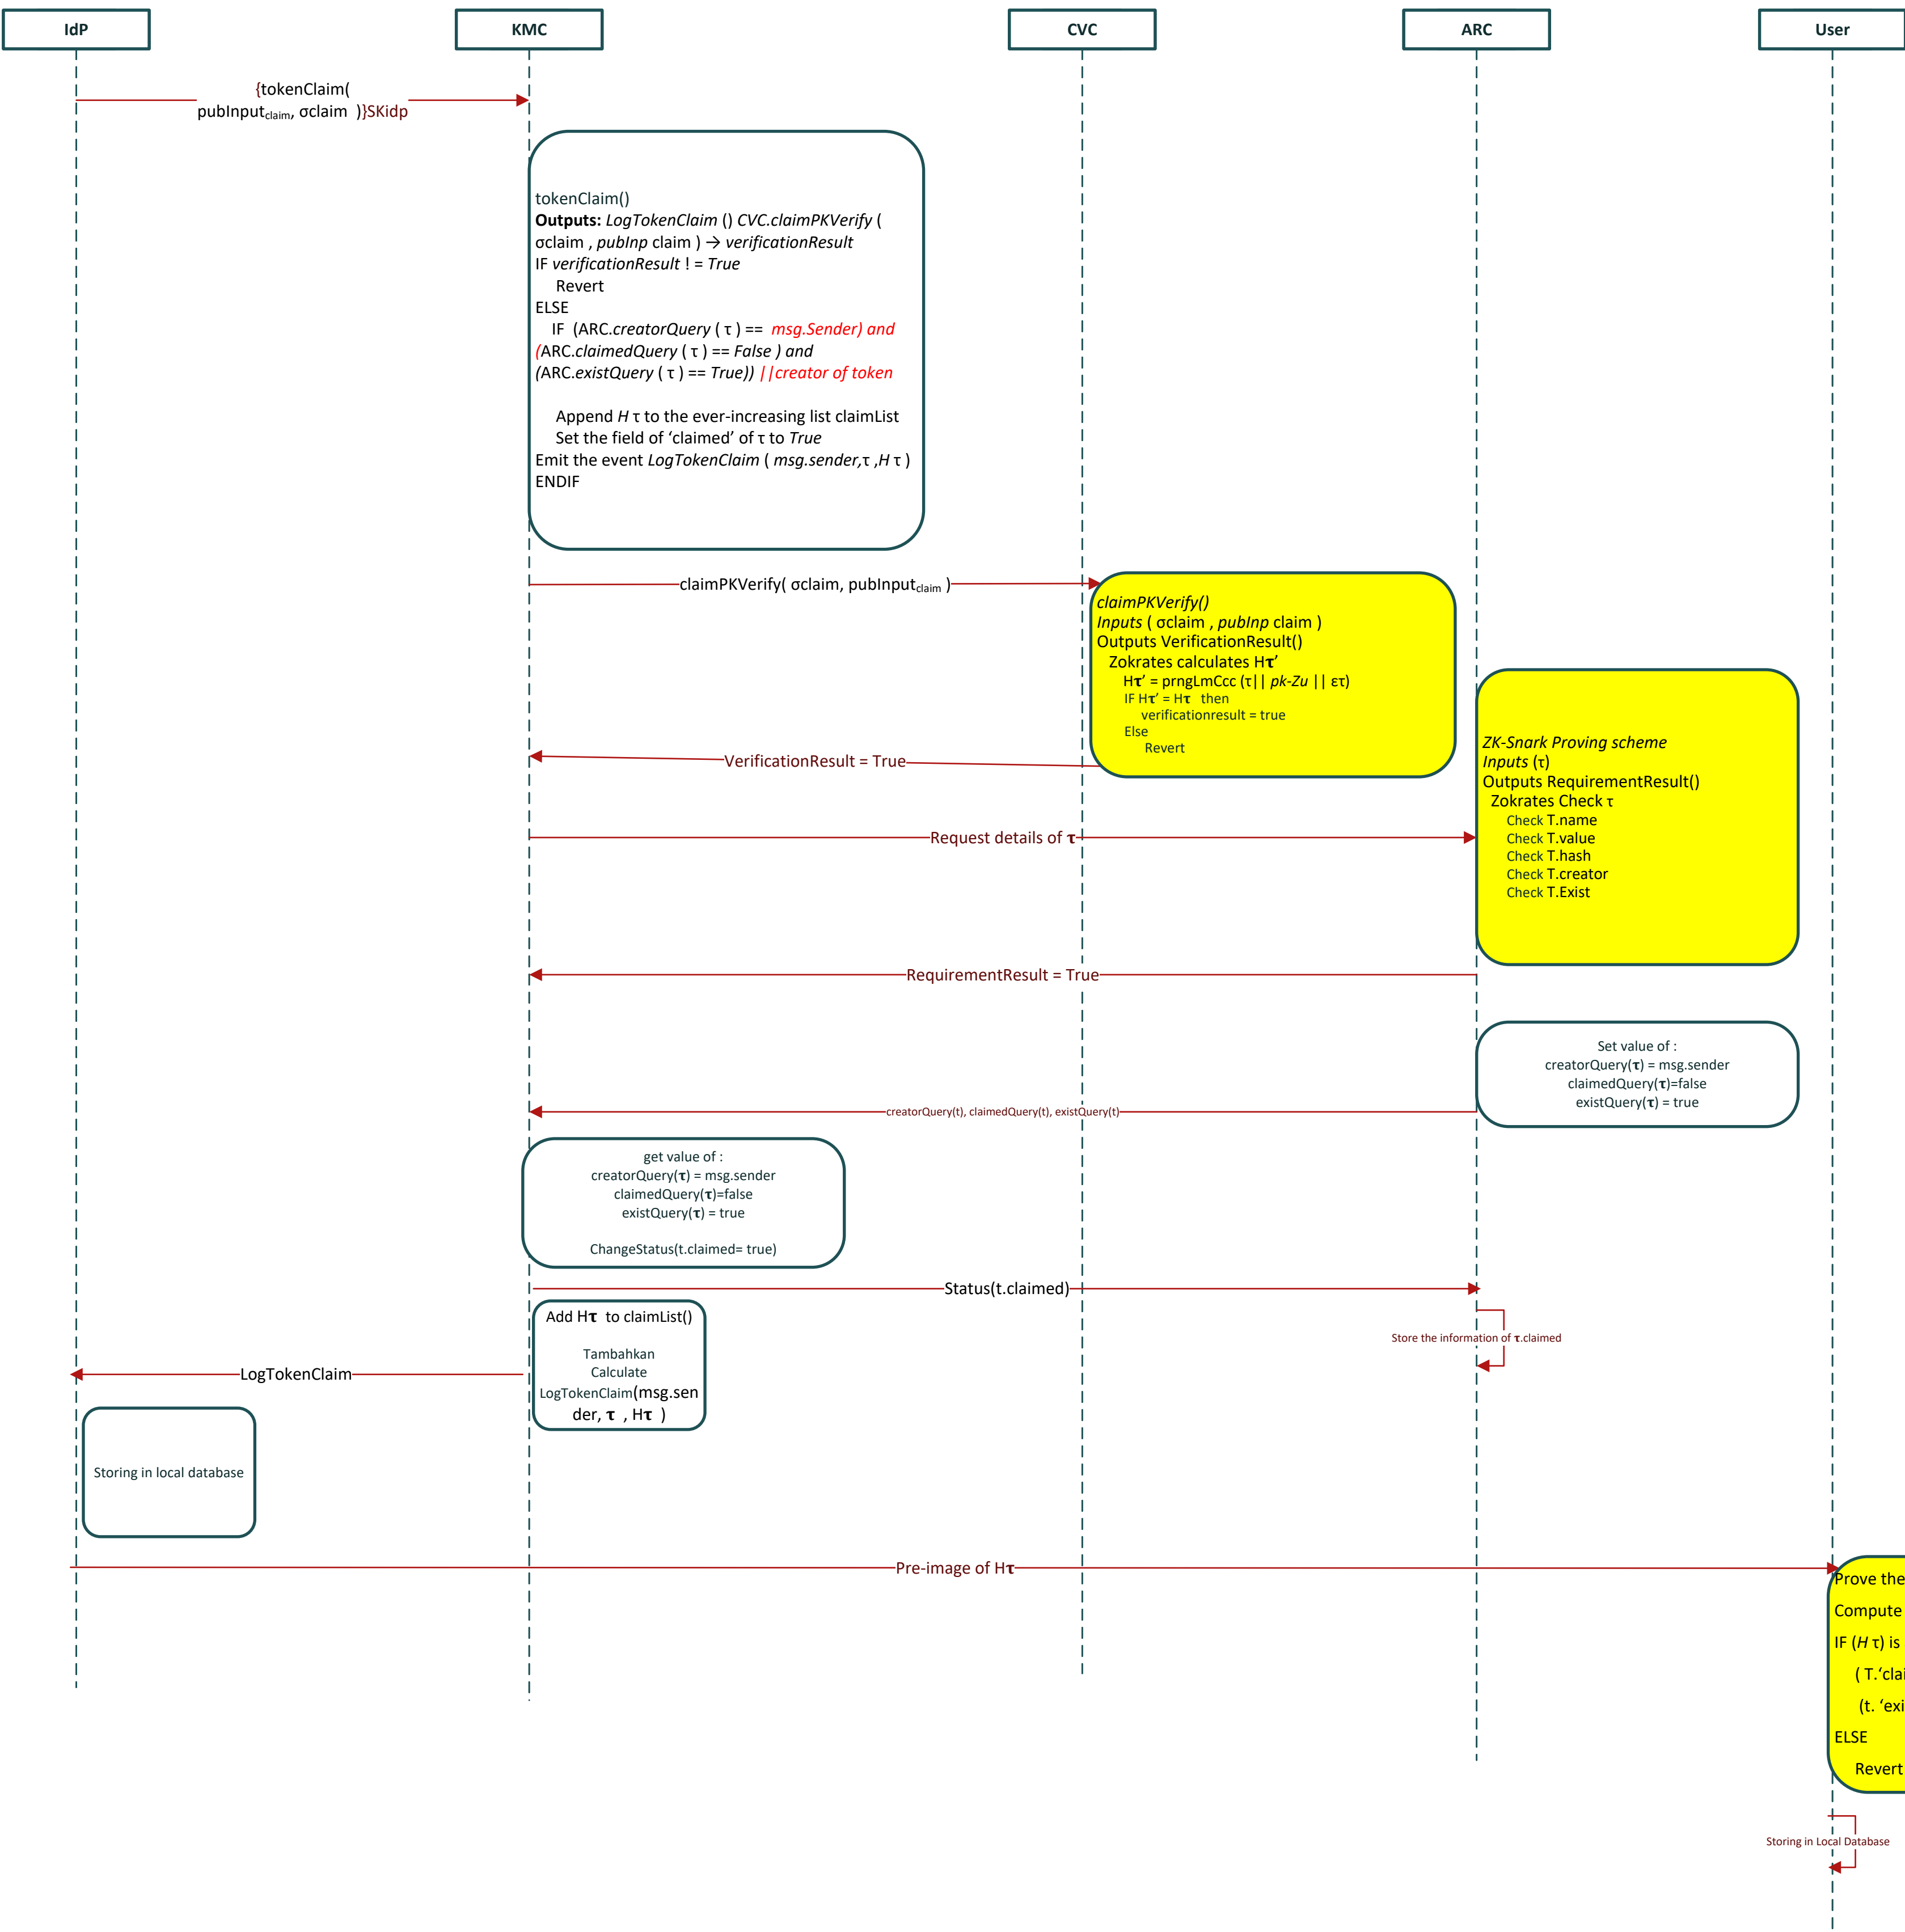 IdP
KMC
CVC
ARC
User
{tokenClaim(
pubInputclaim, σclaim )}SKidp
tokenClaim()
Outputs: LogTokenClaim () CVC.claimPKVerify (
σclaim , pubInp claim ) → verificationResult
IF verificationResult ! = True
Revert
ELSE
IF (ARC.creatorQuery ( τ ) == msg.Sender) and
(ARC.claimedQuery ( τ ) == False ) and
(ARC.existQuery ( τ ) == True)) ||creator of token
Append H τ to the ever-increasing list claimList
Set the field of ‘claimed’ of τ to True
Emit the event LogTokenClaim ( msg.sender,τ ,H τ )
ENDIF
claimPKVerify( σclaim, pubInputclaim )
claimPKVerify()
Inputs ( σclaim , pubInp claim )
Outputs VerificationResult()
Zokrates calculates Hτ’
Hτ’ = prngLmCcc (τ|| pk-Zu || ετ)
IF Hτ’ = Hτ then
verificationresult = true
Else
Revert
VerificationResult = True
ZK-Snark Proving scheme
Inputs (τ)
Outputs RequirementResult()
Zokrates Check τ
Check T.name
Check T.value
Check T.hash
Check T.creator
Check T.Exist
Request details of τ
RequirementResult = True
Set value of :
creatorQuery(τ) = msg.sender
claimedQuery(τ)=false
existQuery(τ) = true
creatorQuery(t), claimedQuery(t), existQuery(t)
get value of :
creatorQuery(τ) = msg.sender
claimedQuery(τ)=false
existQuery(τ) = true
ChangeStatus(t.claimed= true)
Status(t.claimed)
Add Hτ to claimList()
Tambahkan
Calculate
LogTokenClaim(msg.sen
der, τ , Hτ )
Store the information of τ.claimed
LogTokenClaim
Storing in local database
Pre-image of Hτ
Prove the
Compute
IF (H τ) is
( T.‘clai
(t. ‘exi
ELSE
Revert
Storing in Local Database